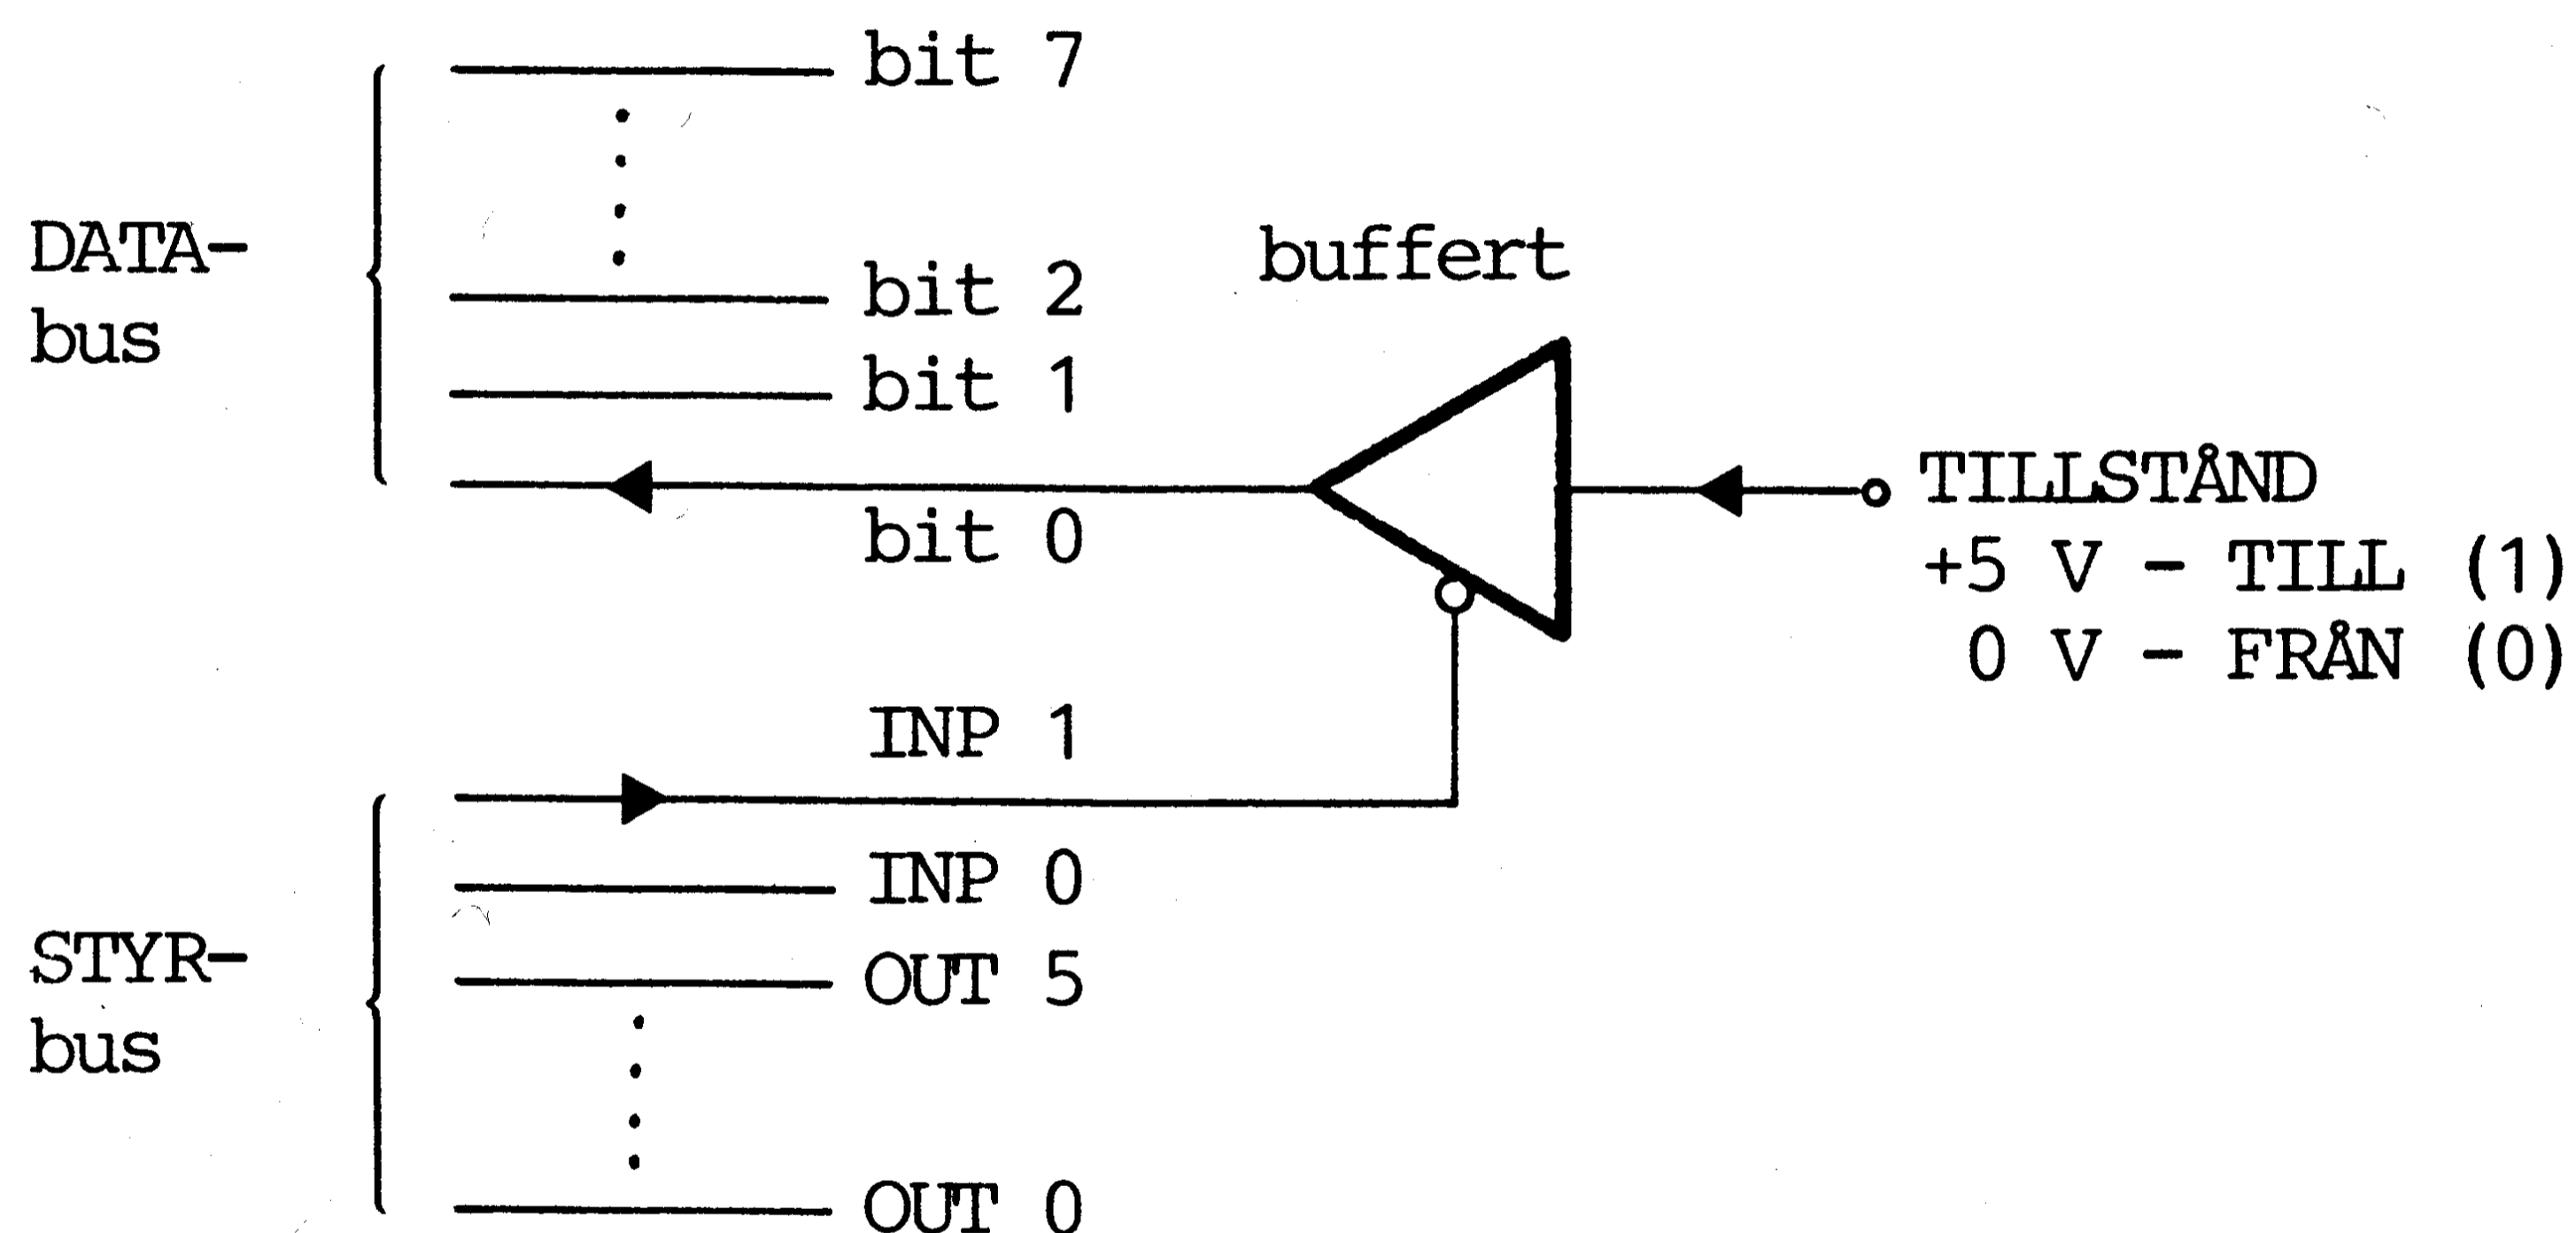 bit 7
DATA-
bus
bit 2
bit 1
bit 0
buffert
TILLSTÅND
+5 V - TILL (1)
0 V - FRÅN (0)
STYR-
bus
INP 1
INP 0
OUT 5
OUT 0